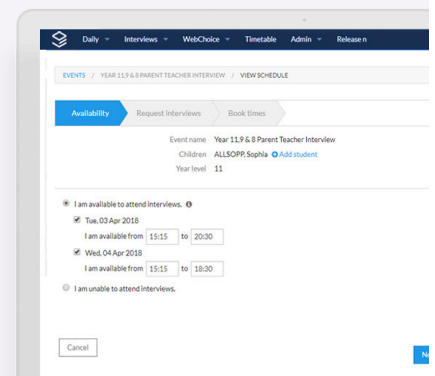 Daily Interviews WebChoice Timetable Admin Release n
EVENTS / YEAR 11,9 & 8 PARENT TEACHER INTERVIEW / VIEW SCHEDULE
Availability Request interviews Book times
Event name Year 11,9 & 8 Parent Teacher Interview
Children ALLSOPP, Sophia Add student
Year level 11
I am available to attend interviews.
Tue, 03 Apr 2018
I am available from 15:15 to 20:30
Wed, 04 Apr 2018
I am available from 15:15 to 18:30
I am unable to attend interviews.
Cancel
Ne